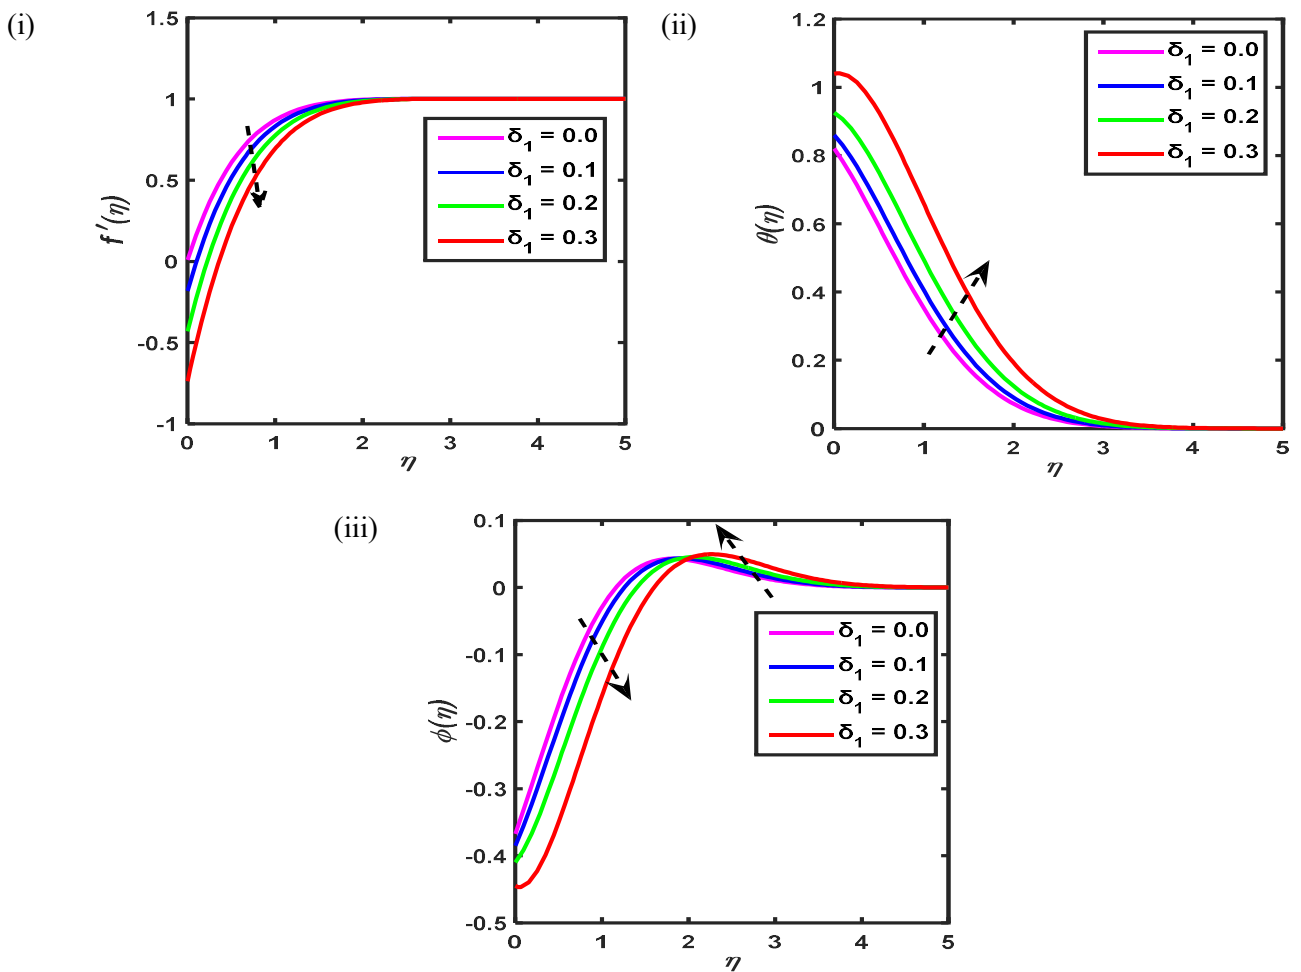 (i)
1.5
1
0.5
0
-0.5
-1
0
1
2
3
4
5
f '(η)
η
δ1 = 0.0
δ1 = 0.1
δ1 = 0.2
δ1 = 0.3
(ii)
1.2
1
0.8
0.6
0.4
0.2
0
0
1
2
3
4
5
θ(η)
η
δ1 = 0.0
δ1 = 0.1
δ1 = 0.2
δ1 = 0.3
(iii)
0.1
0
-0.1
-0.2
-0.3
-0.4
-0.5
0
1
2
3
4
5
ϕ(η)
η
δ1 = 0.0
δ1 = 0.1
δ1 = 0.2
δ1 = 0.3